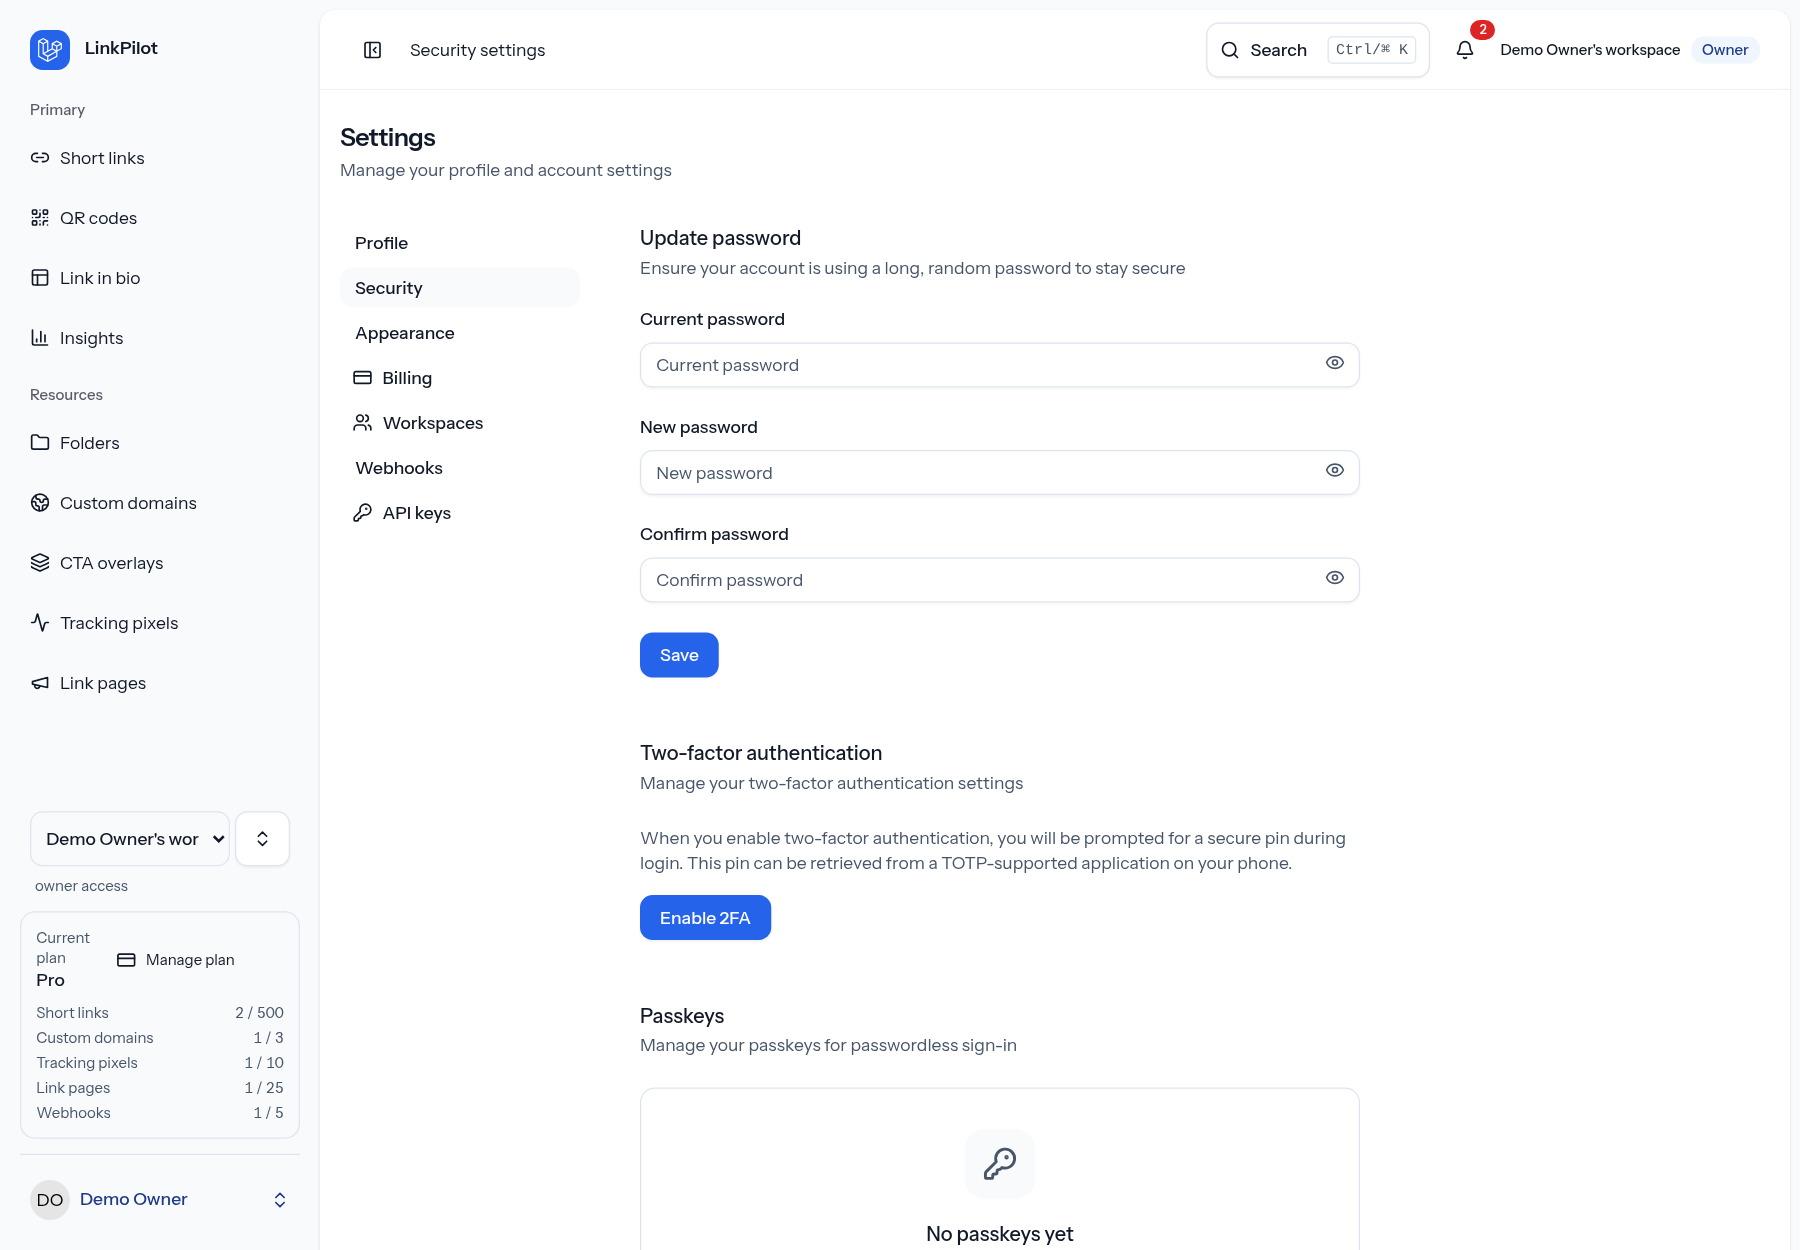 LinkPilot
Primary
Short links
QR codes
Link in bio
Insights
Resources
Folders
Custom domains
CTA overlays
Tracking pixels
Link pages
Demo Owner's wor
owner access
Current plan
Pro
Manage plan
Short links 2 / 500
Custom domains 1 / 3
Tracking pixels 1 / 10
Link pages 1 / 25
Webhooks 1 / 5
DO Demo Owner
Security settings
Search Ctrl/⌘ K
2
Demo Owner's workspace Owner
Settings
Manage your profile and account settings
Profile
Security
Appearance
Billing
Workspaces
Webhooks
API keys
Update password
Ensure your account is using a long, random password to stay secure
Current password
Current password
New password
New password
Confirm password
Confirm password
Save
Two-factor authentication
Manage your two-factor authentication settings
When you enable two-factor authentication, you will be prompted for a secure pin during
login. This pin can be retrieved from a TOTP-supported application on your phone.
Enable 2FA
Passkeys
Manage your passkeys for passwordless sign-in
No passkeys yet